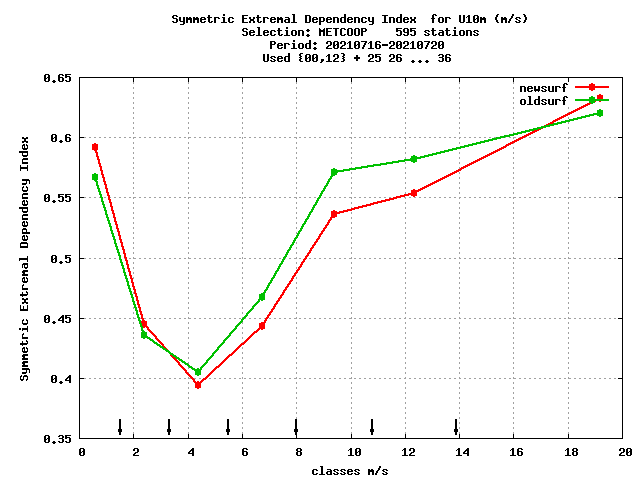 Symmetric Extremal Dependency Index  for U10m (m/s)
Selection: METCOOP    595 stations
Period: 20210716-20210720
Used {00,12} + 25 26 ... 36
newsurf
oldsurf
Symmetric Extremal Dependency Index
0.65
0.6
0.55
0.5
0.45
0.4
0.35
0 2 4 6 8 10 12 14 16 18 20
classes m/s